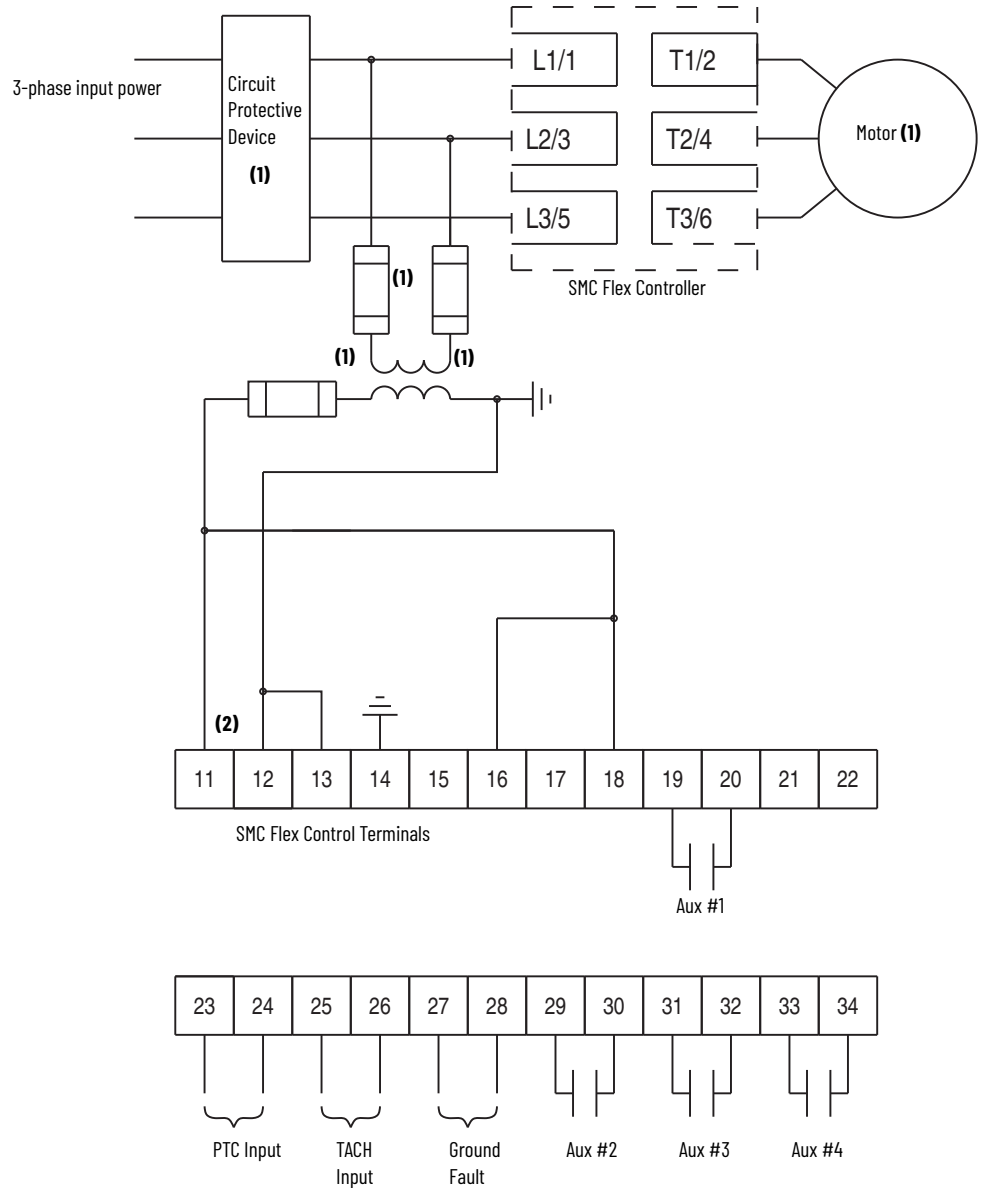 3-phase input power
Circuit
Protective
Device
(1)
L1/1
T1/2
L2/3
T2/4
L3/5
T3/6
Motor (1)
SMC Flex Controller
(1)
(1)
(1)
(2)
11 12 13 14 15 16 17 18 19 20 21 22
SMC Flex Control Terminals
Aux #1
23 24 25 26 27 28 29 30 31 32 33 34
PTC Input
TACH
Input
Ground
Fault
Aux #2
Aux #3
Aux #4